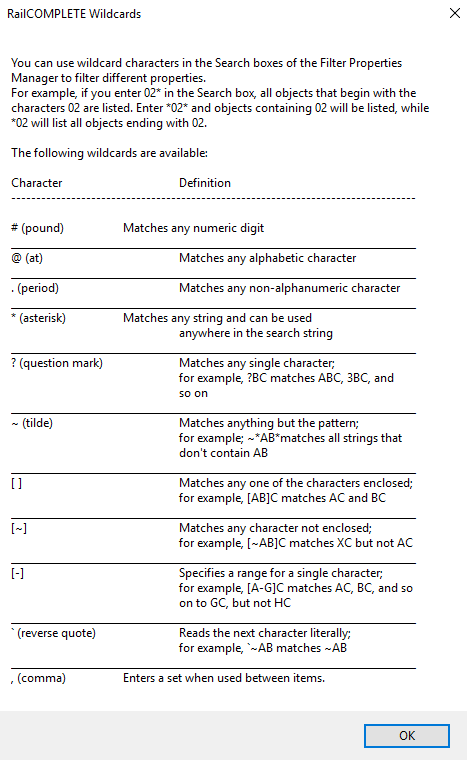 RailCOMPLETE Wildcards
You can use wildcard characters in the Search boxes of the Filter Properties
Manager to filter different properties.
For example, if you enter 02* in the Search box, all objects that begin with the
characters 02 are listed. Enter *02* and objects containing 02 will be listed, while
*02 will list all objects ending with 02.
The following wildcards are available:
Character Definition
--------------------------------------------------------------------------------
# (pound) Matches any numeric digit
@ (at) Matches any alphabetic character
. (period) Matches any non-alphanumeric character
* (asterisk) Matches any string and can be used
anywhere in the search string
? (question mark) Matches any single character;
for example, ?BC matches ABC, 3BC, and
so on
~ (tilde) Matches anything but the pattern;
for example; ~*AB*matches all strings that
don't contain AB
[ ] Matches any one of the characters enclosed;
for example, [AB]C matches AC and BC
[~] Matches any character not enclosed;
for example, [~AB]C matches XC but not AC
[-] Specifies a range for a single character;
for example, [A-G]C matches AC, BC, and so
on to GC, but not HC
` (reverse quote) Reads the next character literally;
for example, `~AB matches ~AB
, (comma) Enters a set when used between items.
OK